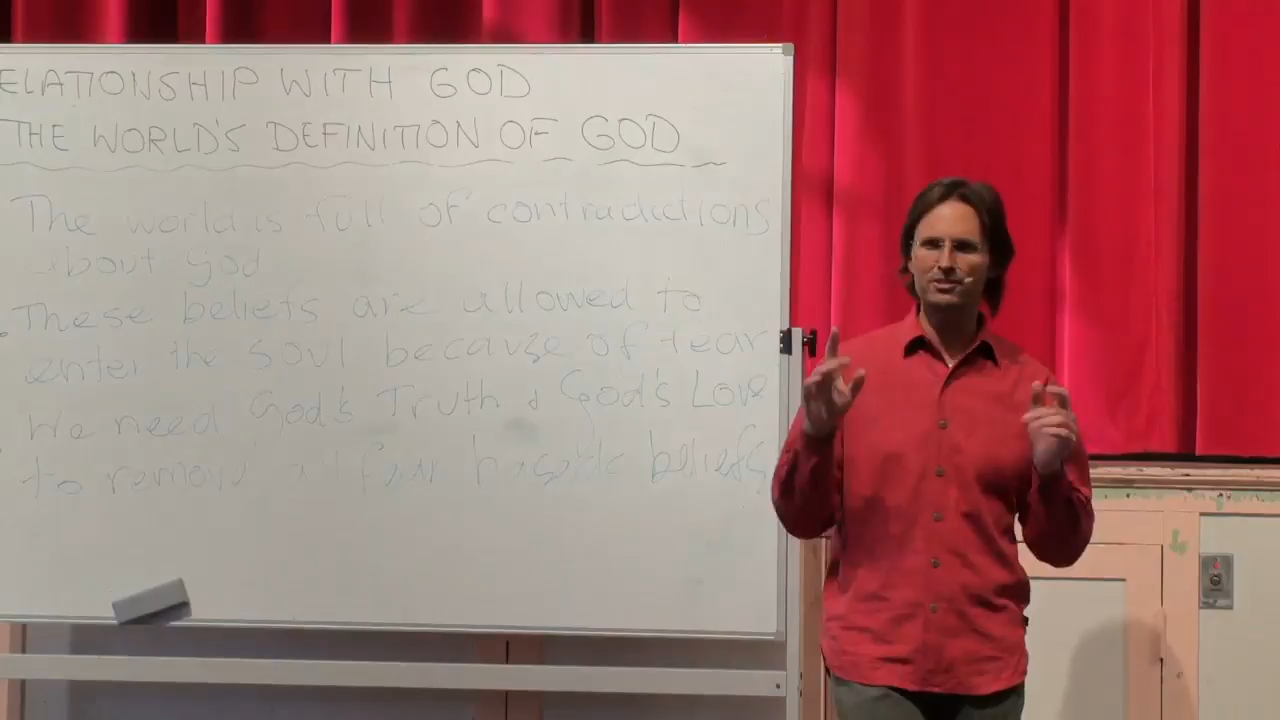 ELATIONSHIP WITH GOD
THE WORLD'S DEFINITION OF GOD
The world is full of contradictions
about God
These beliefs are allowed to
enter the soul because of fear
We need God's Truth & God's Love
to remove all fear based beliefs